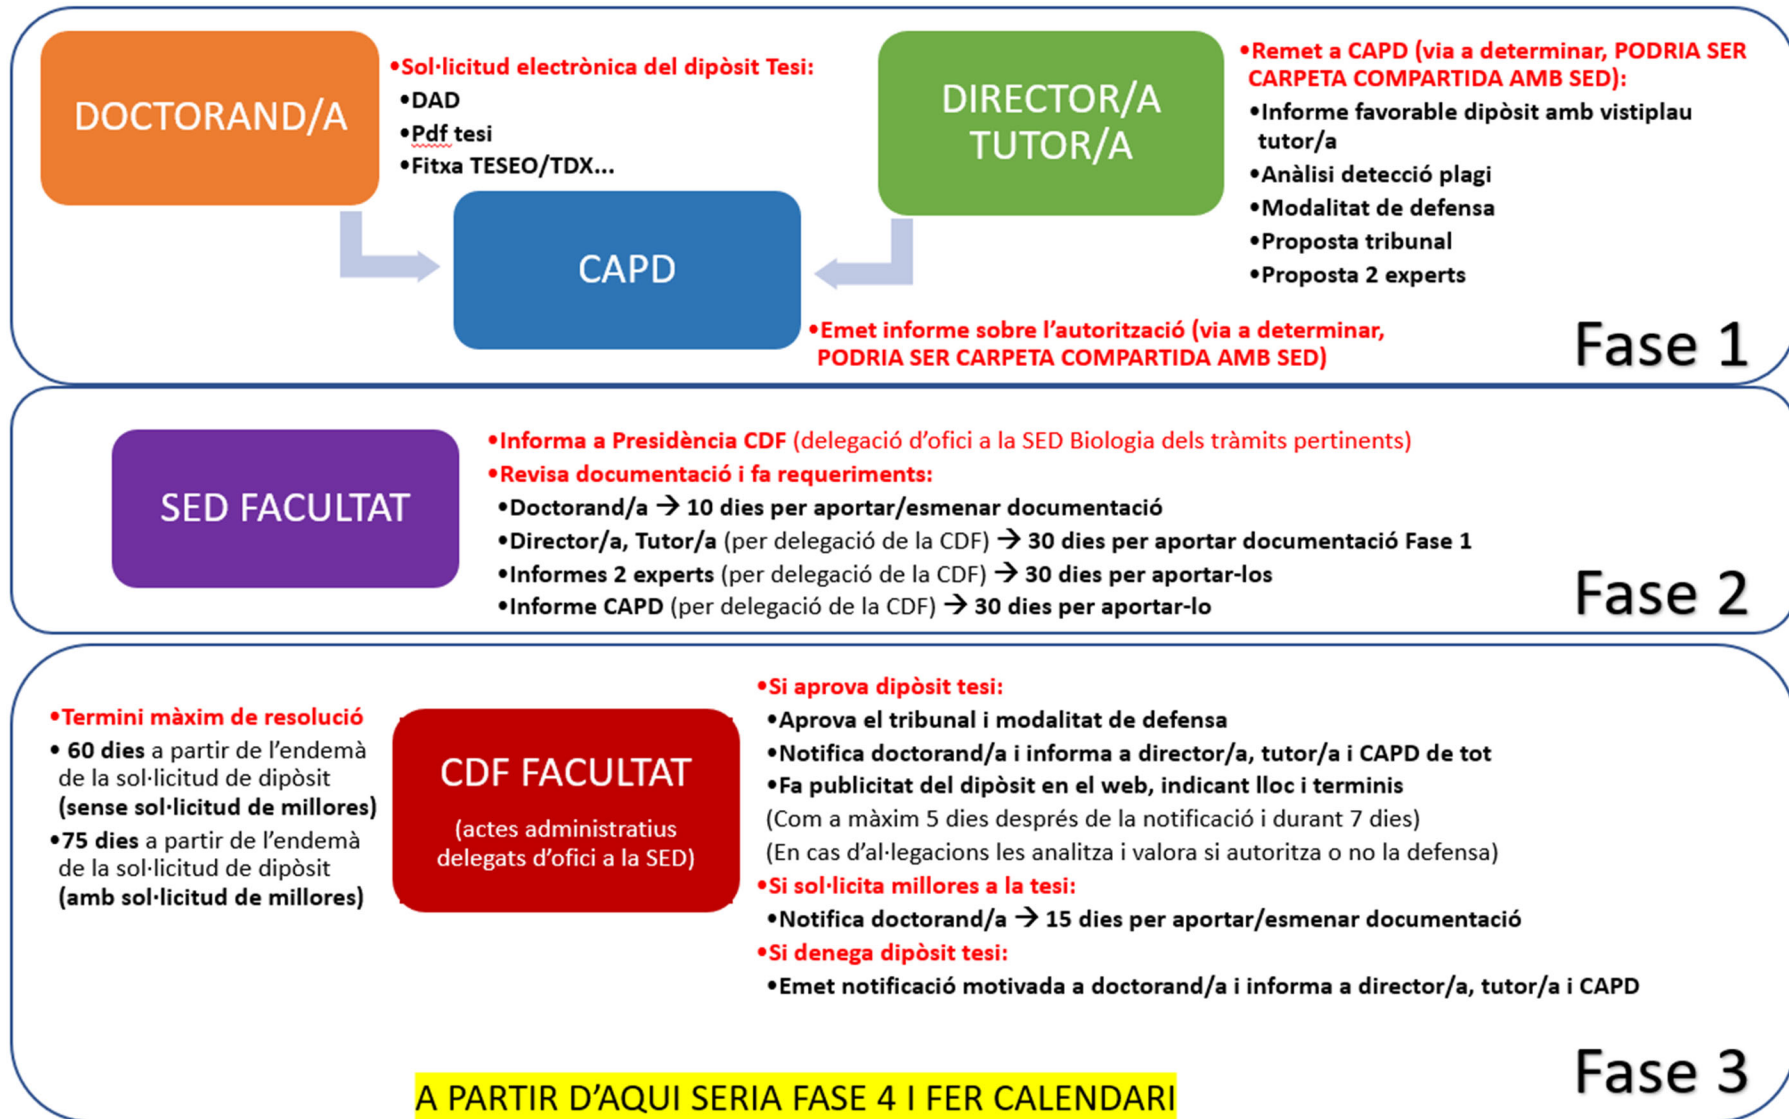 DOCTORAND/A
•Sol·licitud electrònica del dipòsit Tesi:
•DAD
•Pdf tesi
•Fitxa TESEO/TDX...
DIRECTOR/A
TUTOR/A
•Remet a CAPD (via a determinar, PODRIA SER
CARPETA COMPARTIDA AMB SED):
•Informe favorable dipòsit amb vistiplau
tutor/a
•Anàlisi detecció plagi
•Modalitat de defensa
•Proposta tribunal
•Proposta 2 experts
CAPD
•Emet informe sobre l’autorització (via a determinar,
PODRIA SER CARPETA COMPARTIDA AMB SED)
Fase 1
SED FACULTAT
•Informa a Presidència CDF (delegació d’ofici a la SED Biologia dels tràmits pertinents)
•Revisa documentació i fa requeriments:
•Doctorand/a → 10 dies per aportar/esmenar documentació
•Director/a, Tutor/a (per delegació de la CDF) → 30 dies per aportar documentació Fase 1
•Informes 2 experts (per delegació de la CDF) → 30 dies per aportar-los
•Informe CAPD (per delegació de la CDF) → 30 dies per aportar-lo
Fase 2
•Termini màxim de resolució
• 60 dies a partir de l’endemà
de la sol·licitud de dipòsit
(sense sol·licitud de millores)
•75 dies a partir de l’endemà
de la sol·licitud de dipòsit
(amb sol·licitud de millores)
CDF FACULTAT
(actes administratius
delegats d’ofici a la SED)
•Si aprova dipòsit tesi:
•Aprova el tribunal i modalitat de defensa
•Notifica doctorand/a i informa a director/a, tutor/a i CAPD de tot
•Fa publicitat del dipòsit en el web, indicant lloc i terminis
(Com a màxim 5 dies després de la notificació i durant 7 dies)
(En cas d’al·legacions les analitza i valora si autoritza o no la defensa)
•Si sol·licita millores a la tesi:
•Notifica doctorand/a → 15 dies per aportar/esmenar documentació
•Si denega dipòsit tesi:
•Emet notificació motivada a doctorand/a i informa a director/a, tutor/a i CAPD
Fase 3
A PARTIR D’AQUI SERIA FASE 4 I FER CALENDARI